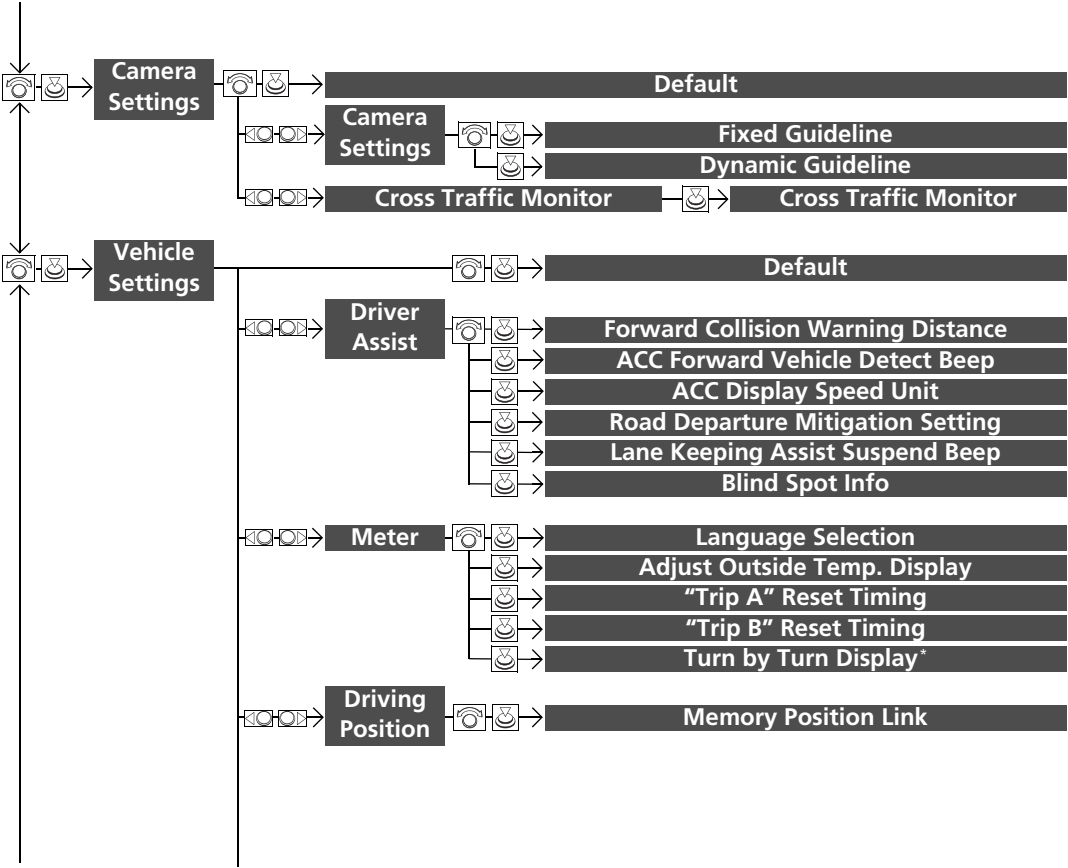 Camera
Settings
Default
Camera
Settings
Fixed Guideline
Dynamic Guideline
Cross Traffic Monitor
Cross Traffic Monitor
Vehicle
Settings
Default
Driver
Assist
Forward Collision Warning Distance
ACC Forward Vehicle Detect Beep
ACC Display Speed Unit
Road Departure Mitigation Setting
Lane Keeping Assist Suspend Beep
Blind Spot Info
Meter
Language Selection
Adjust Outside Temp. Display
“Trip A” Reset Timing
“Trip B” Reset Timing
Turn by Turn Display*
Driving
Position
Memory Position Link